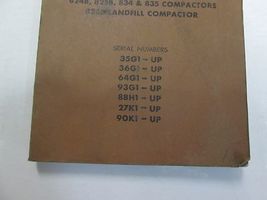 824B, 825B, 834 & 835 COMPACTORS
LANDFILL COMPACTOR
SERIAL NUMBERS
35G1 - UP
36G1 - UP
64G1 - UP
93G1 - UP
88H1 - UP
27K1 - UP
90K1 - UP